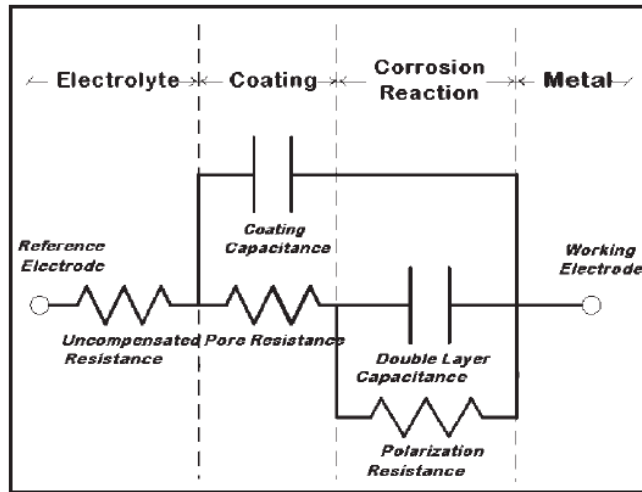 Electrolyte
Coating
Corrosion
Reaction
Metal
Coating
Capacitance
Reference
Electrode
Working
Electrode
Uncompensated
Resistance
Pore Resistance
Double Layer
Capacitance
Polarization
Resistance